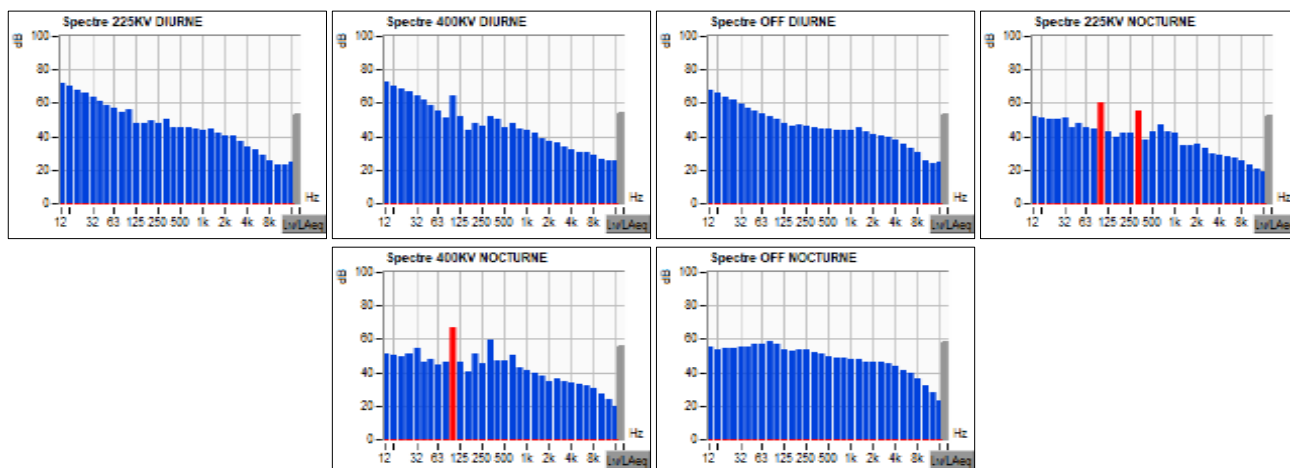 Spectre 225KV DIURNE
dB
100
80
60
40
20
0
Hz
12 32 63 125 250 500 1k 2k 4k 8k Lw/LAeq
Spectre 400KV DIURNE
dB
100
80
60
40
20
0
Hz
12 32 63 125 250 500 1k 2k 4k 8k Lw/LAeq
Spectre OFF DIURNE
dB
100
80
60
40
20
0
Hz
12 32 63 125 250 500 1k 2k 4k 8k Lw/LAeq
Spectre 225KV NOCTURNE
dB
100
80
60
40
20
0
Hz
12 32 63 125 250 500 1k 2k 4k 8k Lw/LAeq
Spectre 400KV NOCTURNE
dB
100
80
60
40
20
0
Hz
12 32 63 125 250 500 1k 2k 4k 8k Lw/LAeq
Spectre OFF NOCTURNE
dB
100
80
60
40
20
0
Hz
12 32 63 125 250 500 1k 2k 4k 8k Lw/LAeq